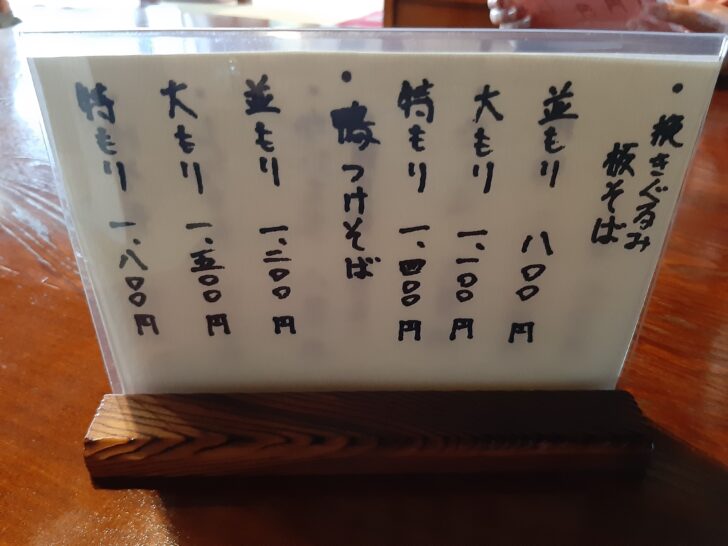 ・挽きぐるみ
板そば
並もり 八〇〇円
大もり 一、一〇〇円
特もり 一、四〇〇円
・鴨つけそば
並もり 一、二〇〇円
大もり 一、五〇〇円
特もり 一、八〇〇円